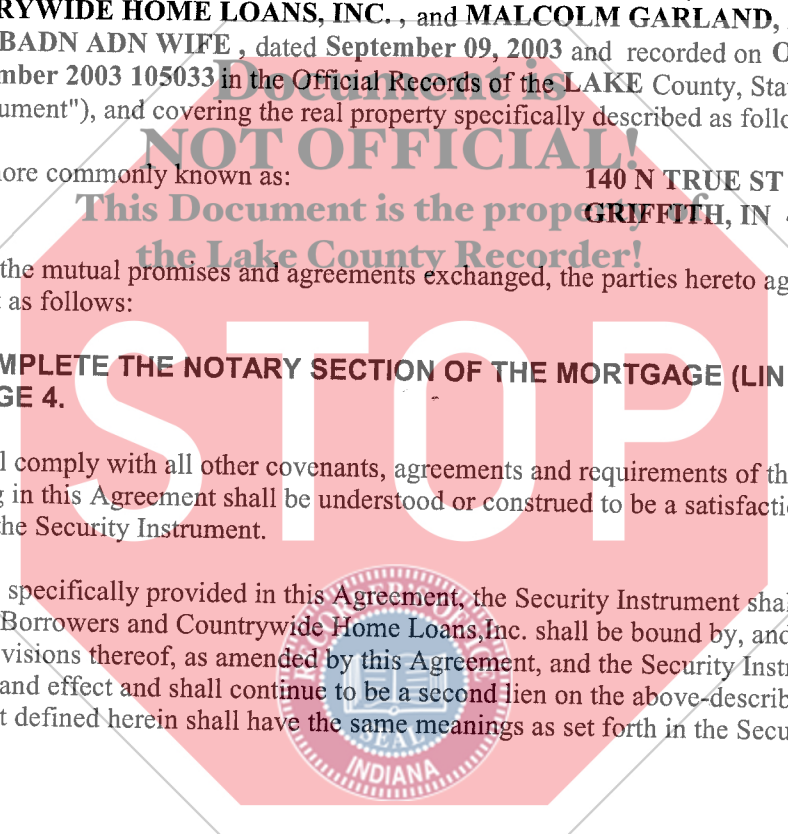 RYWIDE HOME LOANS, INC. , and MALCOLM GARLAND,
BADN ADN WIFE , dated September 09, 2003 and recorded on O
mber 2003 105033 in the Official Records of the LAKE County, Sta
Document is
ument"), and covering the real property specifically described as follo
NOT OFFICIAL!
ore commonly known as: 140 N TRUE ST
This Document is the property of
GRIFFITH, IN
the Lake County Recorder!
the mutual promises and agreements exchanged, the parties hereto ag
as follows:
STOP
MPLETE THE NOTARY SECTION OF THE MORTGAGE (LIN
GE 4.
l comply with all other covenants, agreements and requirements of th
g in this Agreement shall be understood or construed to be a satisfacti
the Security Instrument.
specifically provided in this Agreement, the Security Instrument shal
Borrowers and Countrywide Home Loans,Inc. shall be bound by, and
visions thereof, as amended by this Agreement, and the Security Instr
and effect and shall continue to be a second lien on the above-describ
t defined herein shall have the same meanings as set forth in the Secu
RECORDER'S OFFICE
SEAL
INDIANA